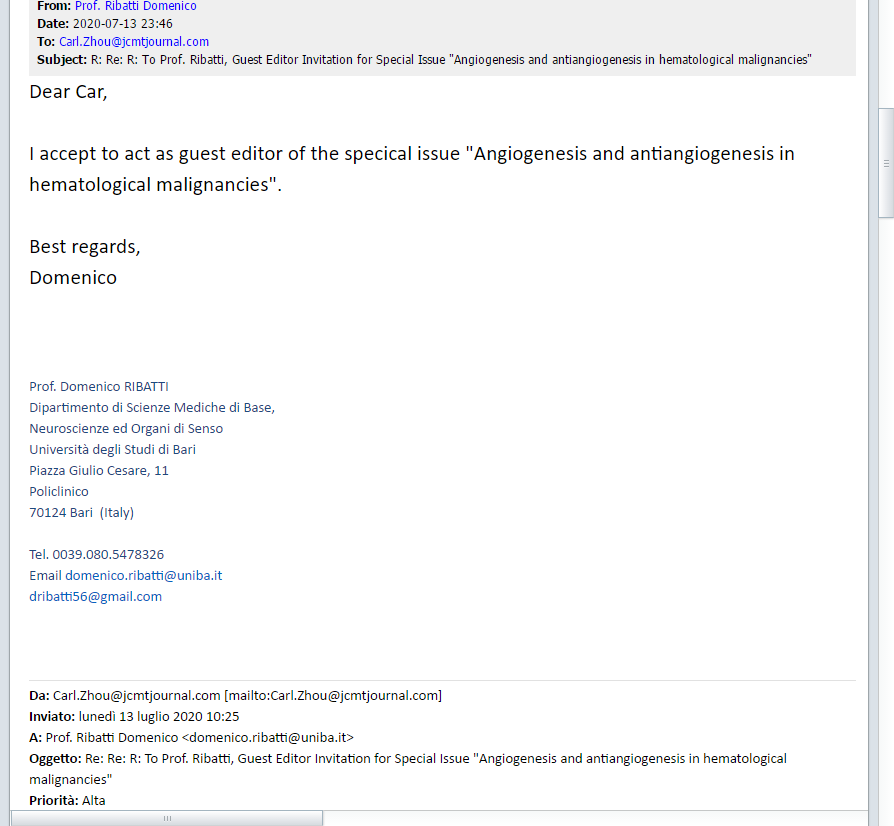 From: Prof. Ribatti Domenico
Date: 2020-07-13 23:46
To: Carl.Zhou@jcmtjournal.com
Subject: R: Re: R: To Prof. Ribatti, Guest Editor Invitation for Special Issue "Angiogenesis and antiangiogenesis in hematological malignancies"
Dear Car,
I accept to act as guest editor of the specical issue "Angiogenesis and antiangiogenesis in
hematological malignancies".
Best regards,
Domenico
Prof. Domenico RIBATTI
Dipartimento di Scienze Mediche di Base,
Neuroscienze ed Organi di Senso
Università degli Studi di Bari
Piazza Giulio Cesare, 11
Policlinico
70124 Bari  (Italy)
Tel. 0039.080.5478326
Email domenico.ribatti@uniba.it
dribatti56@gmail.com
Da: Carl.Zhou@jcmtjournal.com [mailto:Carl.Zhou@jcmtjournal.com]
Inviato: lunedì 13 luglio 2020 10:25
A: Prof. Ribatti Domenico <domenico.ribatti@uniba.it>
Oggetto: Re: Re: R: To Prof. Ribatti, Guest Editor Invitation for Special Issue "Angiogenesis and antiangiogenesis in hematological
malignancies"
Priorità: Alta